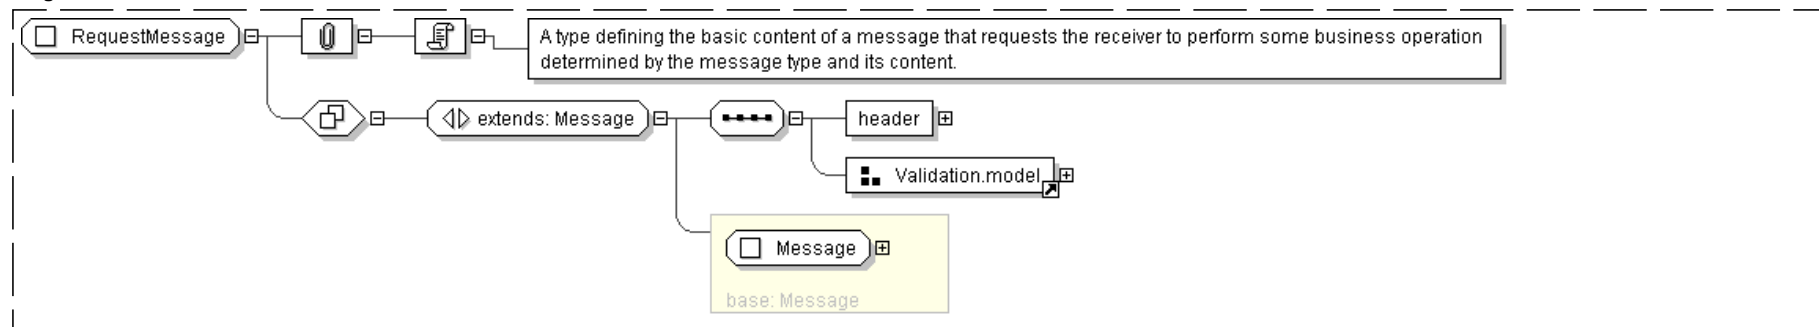 RequestMessage
A type defining the basic content of a message that requests the receiver to perform some business operation
determined by the message type and its content.
extends: Message
header
Validation.model
Message
base: Message